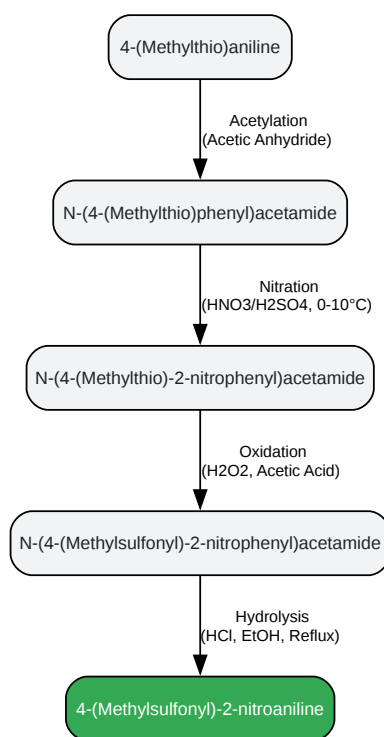 4-(Methylthio)aniline
Acetylation
(Acetic Anhydride)
N-(4-(Methylthio)phenyl)acetamide
Nitration
(HNO3/H2SO4, 0-10°C)
N-(4-(Methylthio)-2-nitrophenyl)acetamide
Oxidation
(H2O2, Acetic Acid)
N-(4-(Methylsulfonyl)-2-nitrophenyl)acetamide
Hydrolysis
(HCl, EtOH, Reflux)
4-(Methylsulfonyl)-2-nitroaniline